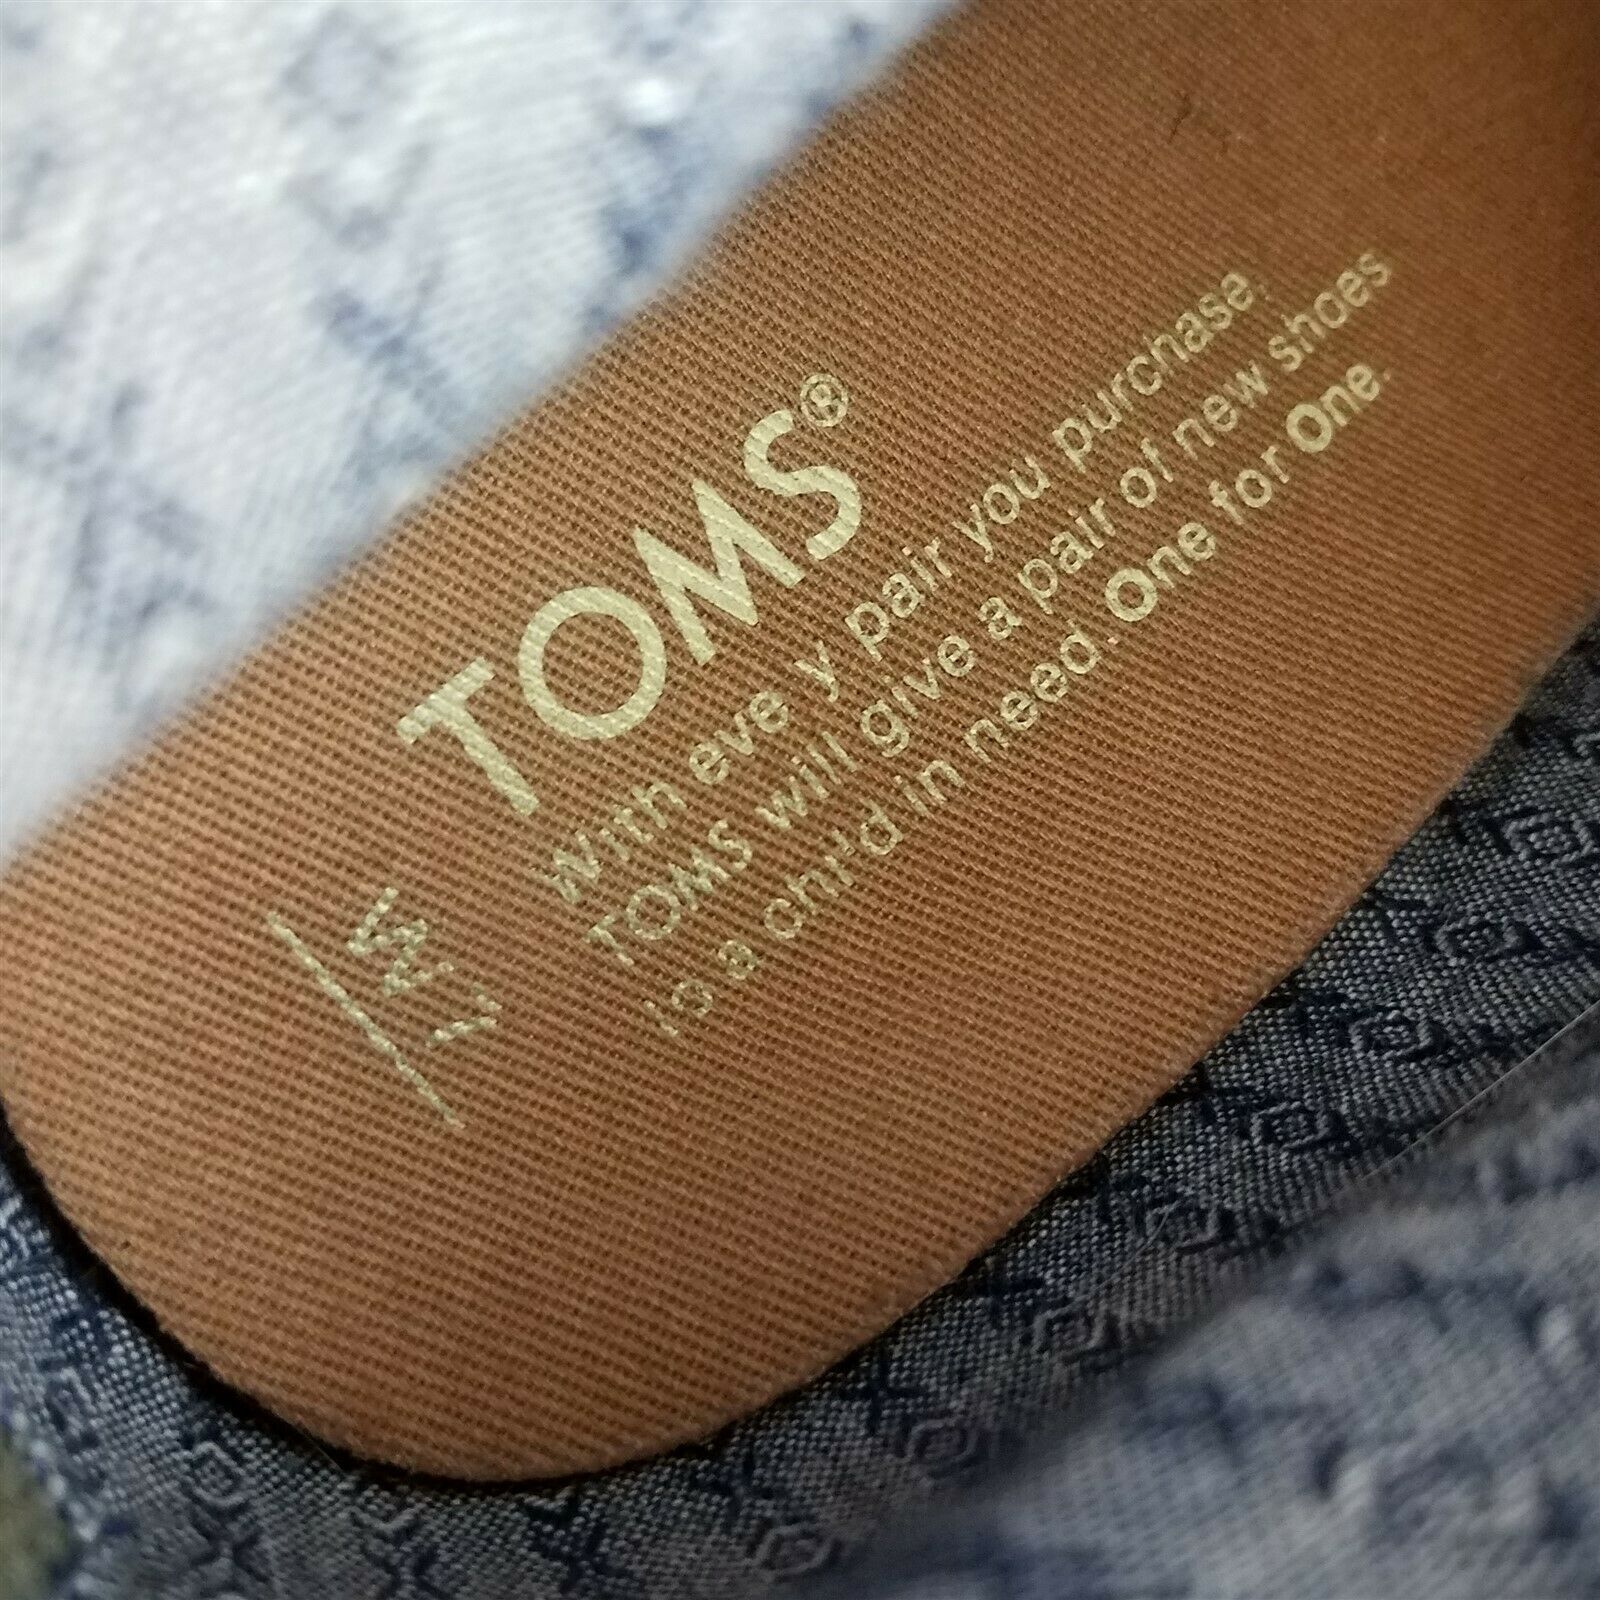 TOMS®
With eve y pair you purchase,
TOMS will give a pair of new shoes
to a child in need. One for One.
W7